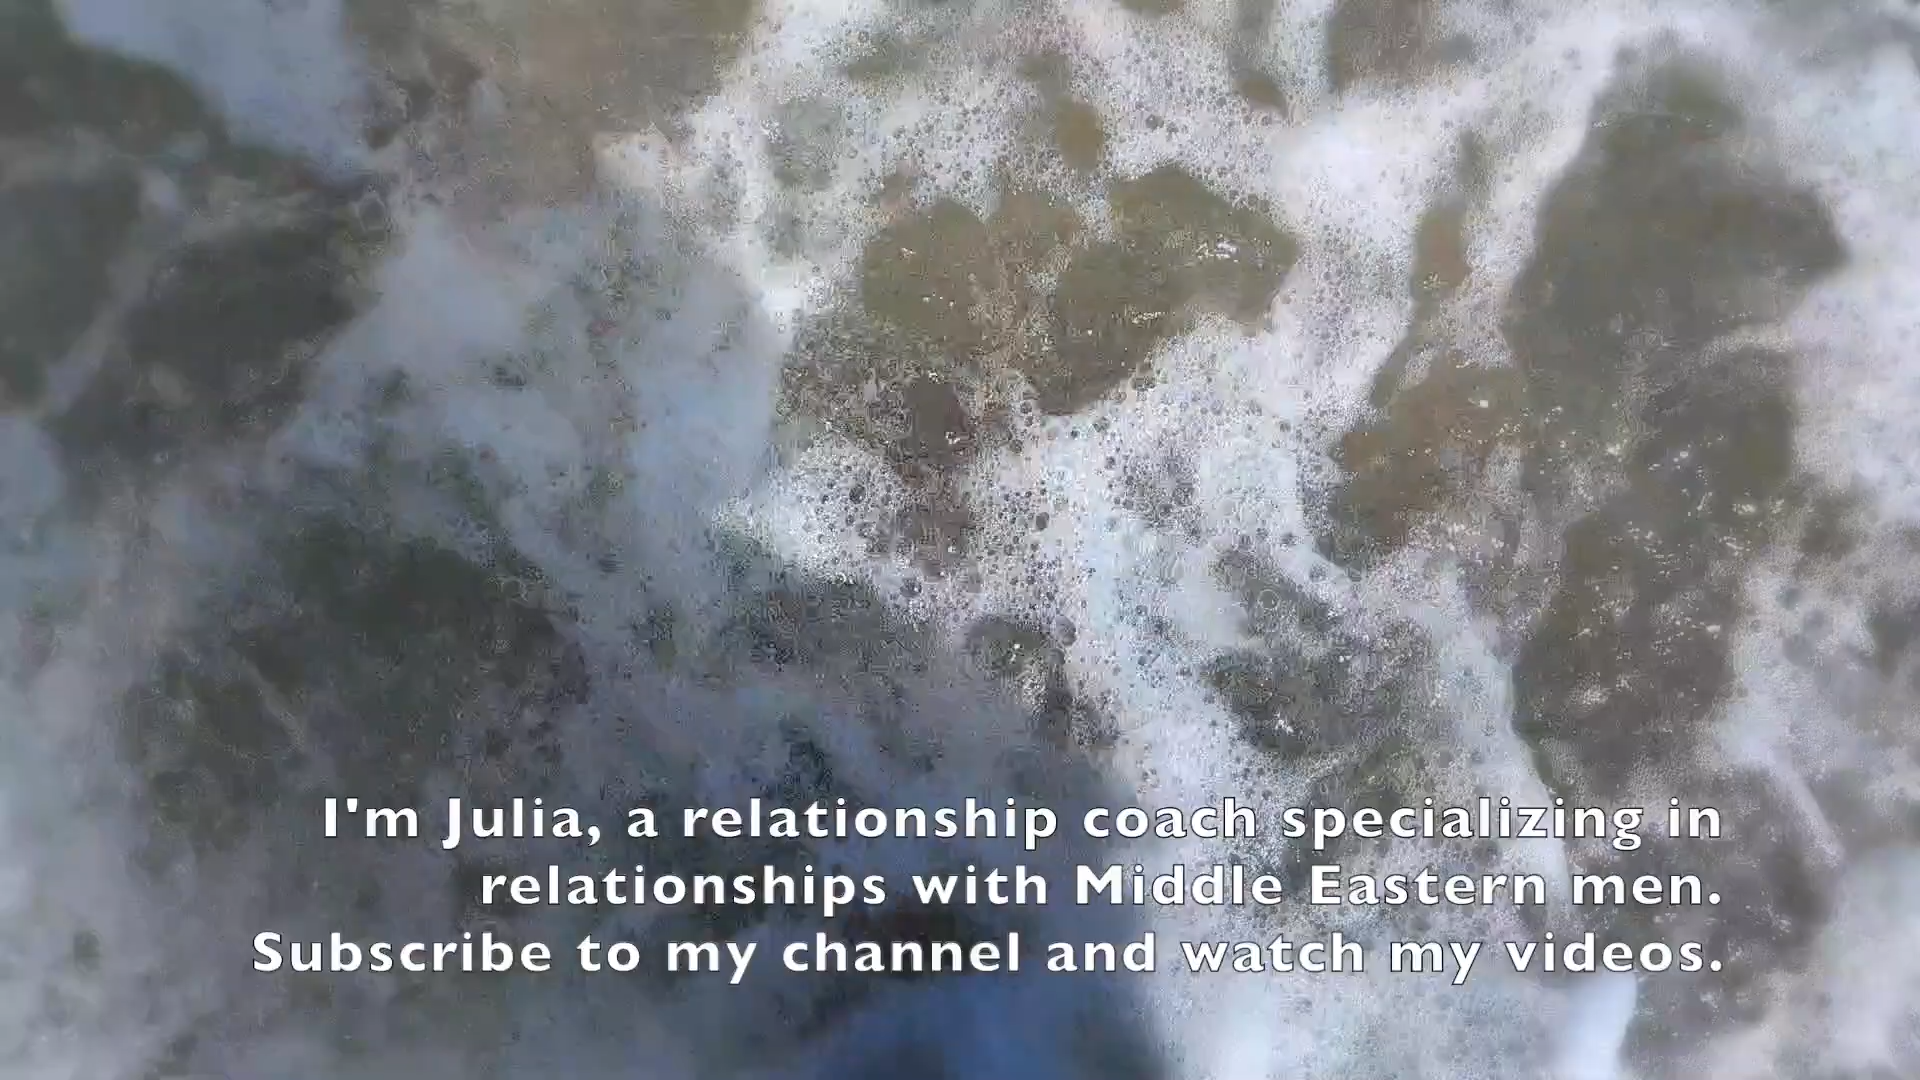 I'm Julia, a relationship coach specializing in
relationships with Middle Eastern men.
Subscribe to my channel and watch my videos.